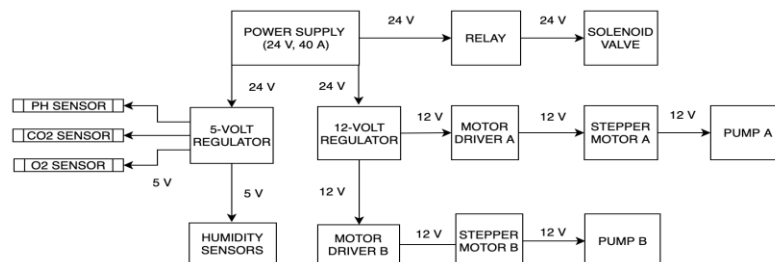 POWER SUPPLY
(24 V, 40 A)
24 V
RELAY
24 V
SOLENOID
VALVE
24 V
24 V
PH SENSOR
CO2 SENSOR
O2 SENSOR
5 V
5-VOLT
REGULATOR
12-VOLT
REGULATOR
12 V
MOTOR
DRIVER A
12 V
STEPPER
MOTOR A
12 V
PUMP A
5 V
12 V
HUMIDITY
SENSORS
MOTOR
DRIVER B
12 V
STEPPER
MOTOR B
12 V
PUMP B